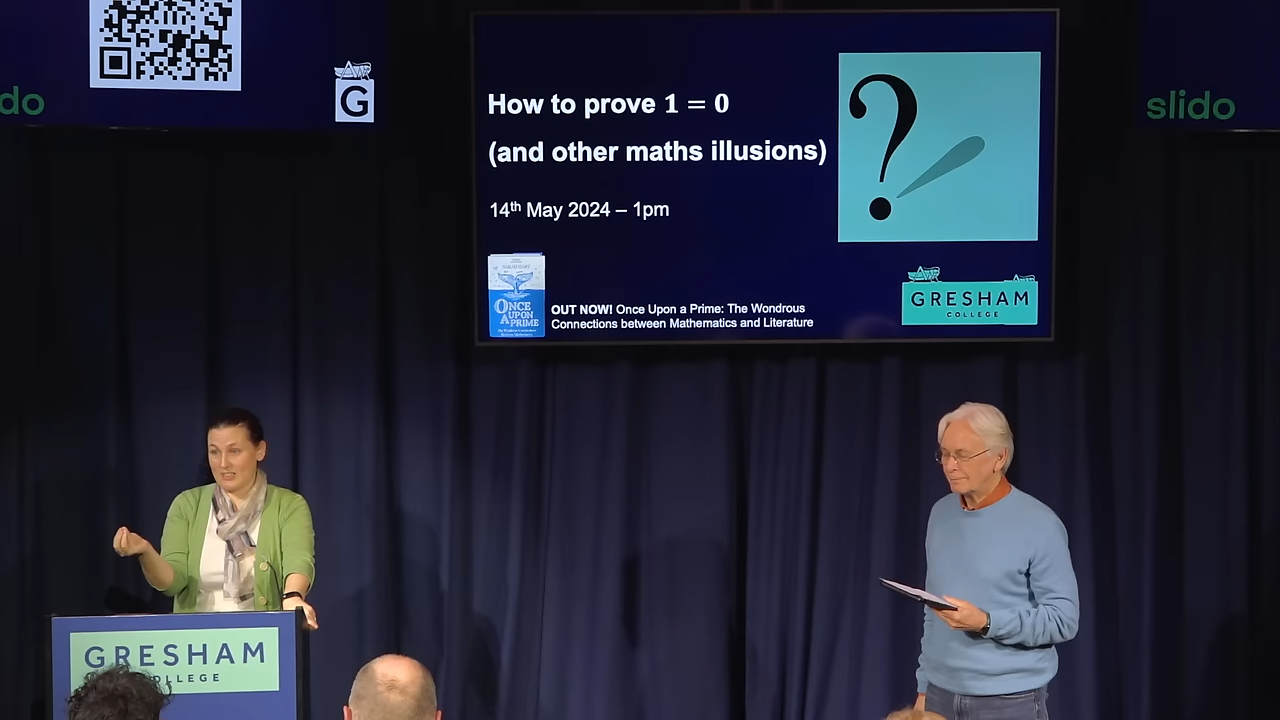 do
G
How to prove 1 = 0
(and other maths illusions)
14th May 2024 – 1pm
ONCE
UPON
A PRIME
OUT NOW! Once Upon a Prime: The Wondrous
Connections between Mathematics and Literature
GRESHAM
COLLEGE
slido
GRESHAM
COLLEGE